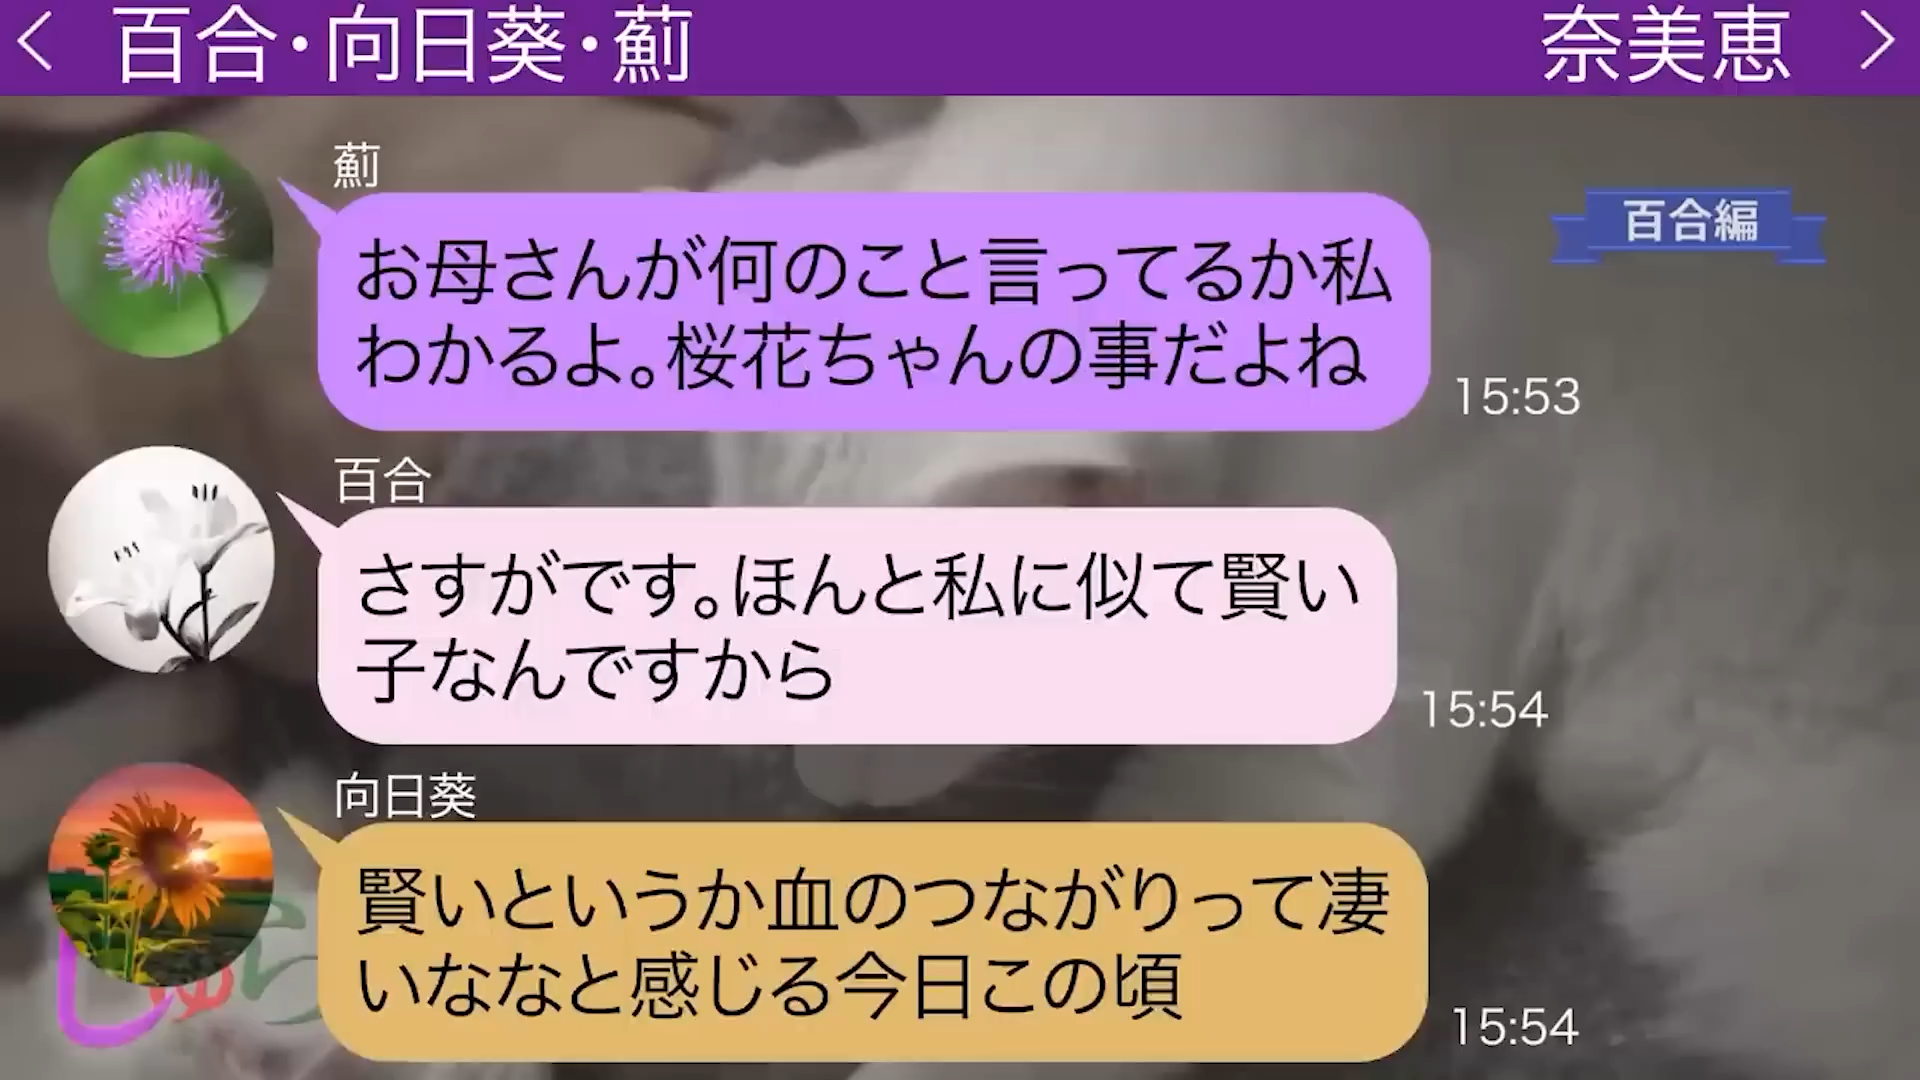 百合・向日葵・薊
奈美恵
百合編
薊
お母さんが何のこと言ってるか私
わかるよ。桜花ちゃんの事だよね
15:53
百合
さすがです。ほんと私に似て賢い
子なんですから
15:54
向日葵
賢いというか血のつながりって凄
いななと感じる今日この頃
15:54